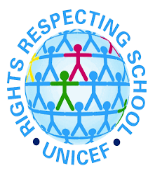 RIGHTS RESPECTING SCHOOL
• UNICEF •